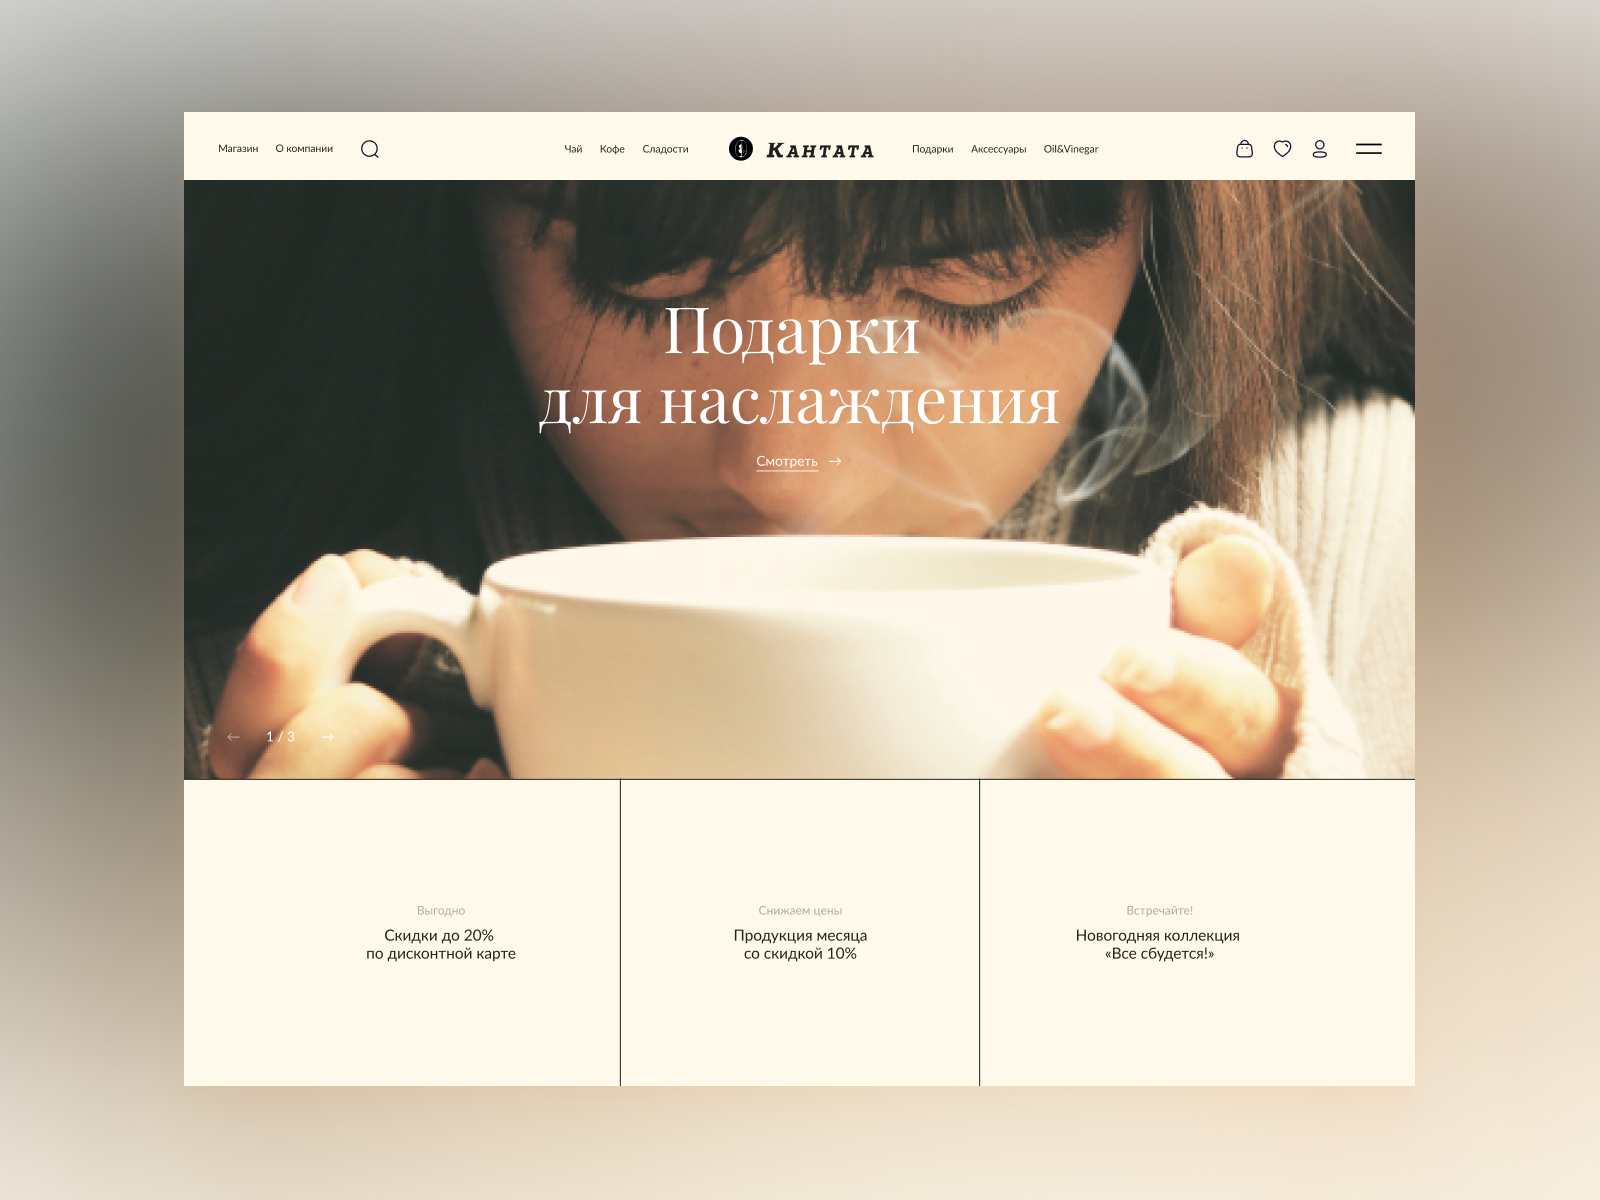 Магазин
О компании
Чай
Кофе
Сладости
КАНТАТА
Подарки
Аксессуары
Oil&Vinegar
Подарки
для наслаждения
Смотреть →
← 1 / 3 →
Выгодно
Скидки до 20%
по дисконтной карте
Снижаем цены
Продукция месяца
со скидкой 10%
Встречайте!
Новогодняя коллекция
«Все сбудется!»